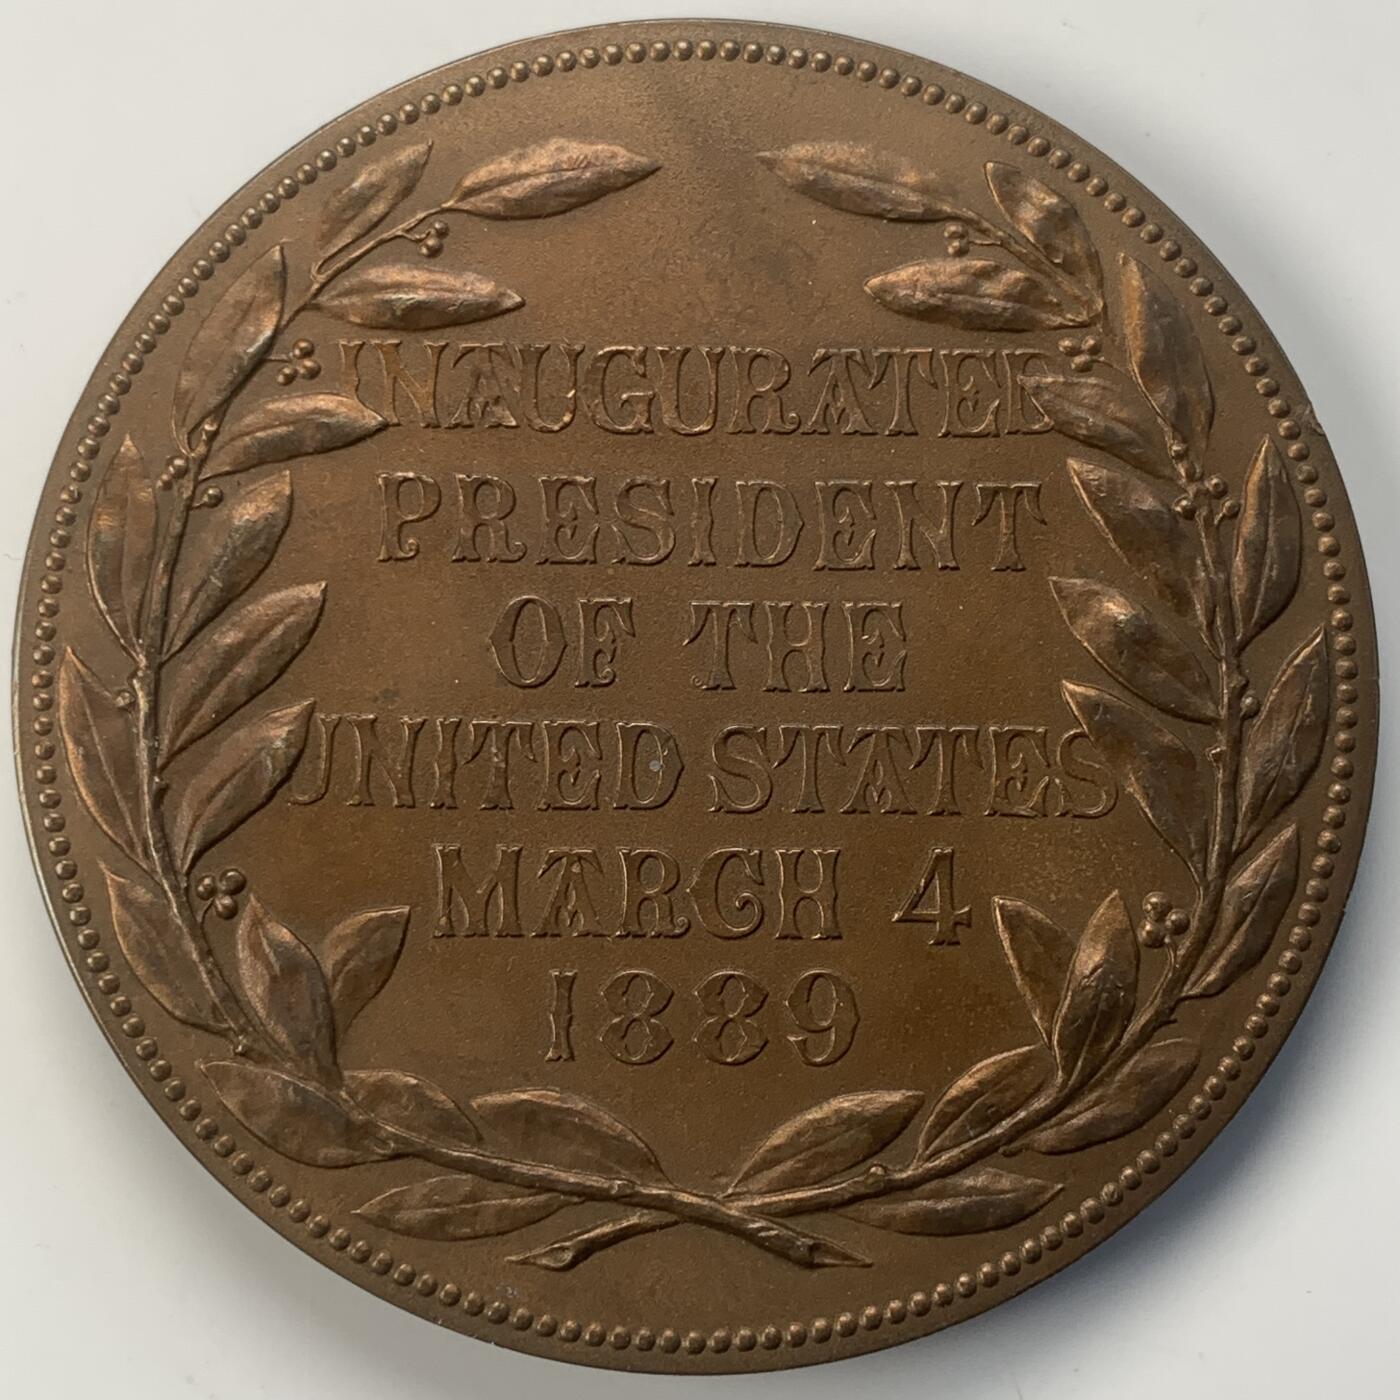 INAUGURATED
PRESIDENT
OF THE
UNITED STATES
MARCH 4
1889